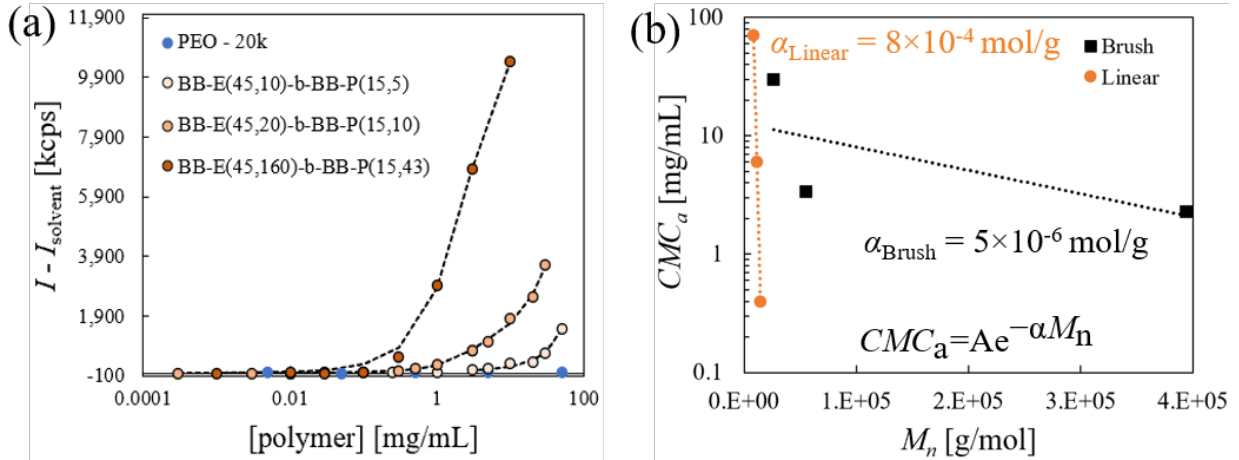 (a)
11,900
9,900
7,900
5,900
3,900
1,900
-100
I - Isolvent [kcps]
PEO - 20k
BB-E(45,10)-b-BB-P(15,5)
BB-E(45,20)-b-BB-P(15,10)
BB-E(45,160)-b-BB-P(15,43)
0.0001
0.01
1
100
[polymer] [mg/mL]
(b)
100
10
1
0.1
CMCa [mg/mL]
αLinear = 8×10-4 mol/g
Brush
Linear
αBrush = 5×10-6 mol/g
CMCa=Ae−αMn
0.E+00
1.E+05
2.E+05
3.E+05
4.E+05
Mn [g/mol]